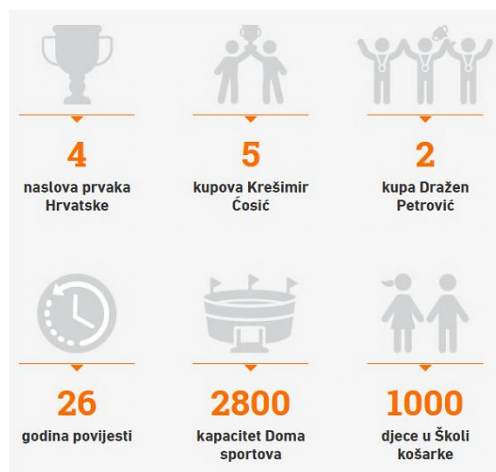 4
naslova prvaka
Hrvatske
5
kupova Krešimir
Ćosić
2
kupa Dražen
Petrović
26
godina povijesti
2800
kapacitet Doma
sportova
1000
djece u Školi
košarke